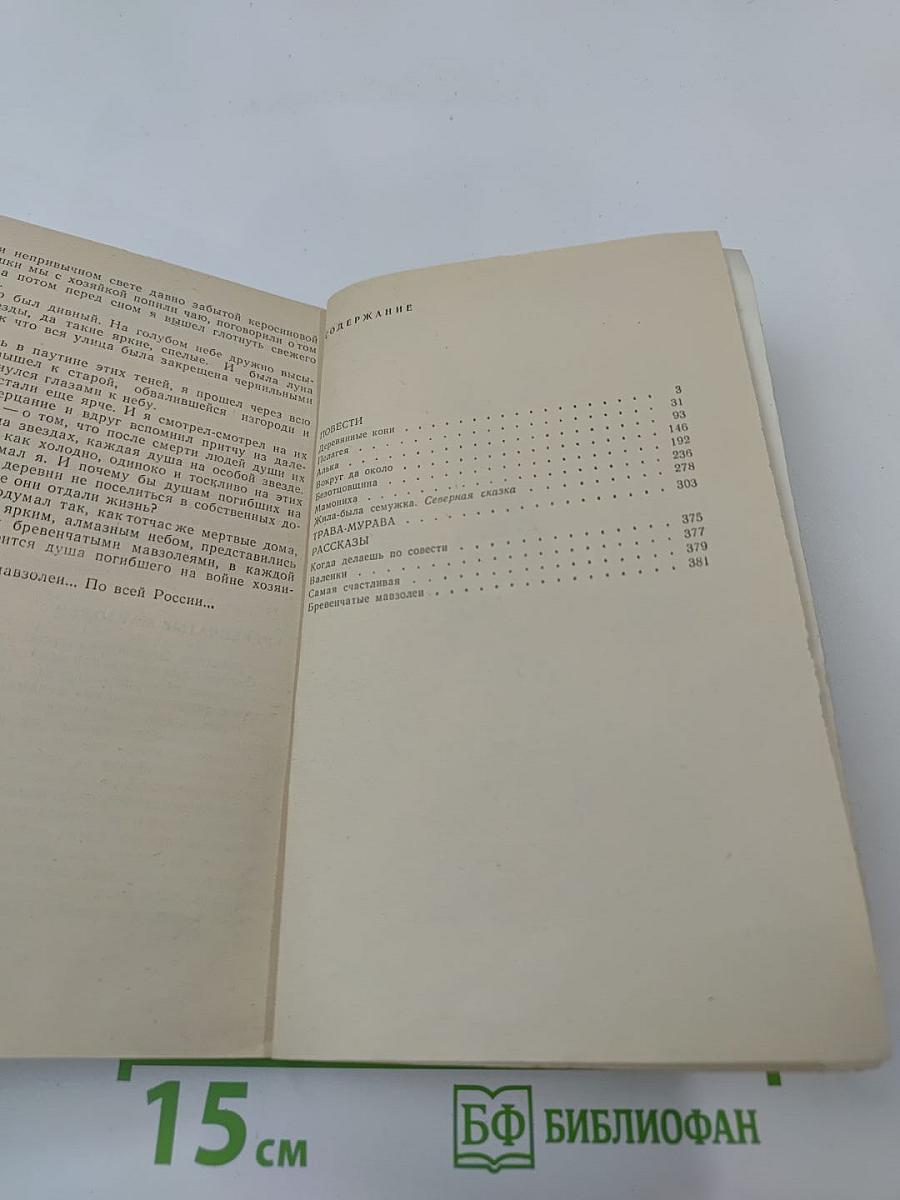 и непривычном свете давно забытой керосиновой
шки мы с хозяйкой попили чаю, поговорили о том
а потом перед сном я вышел глотнуть свежего
о был дивный. На голубом небе дружно высы-
езды, да такие яркие, спелые. И была луна
к что вся улица была закрещена чернильными
ь в паутине этих теней, я прошел через всю
вышел к старой, обвалившейся изгороди и
нулся глазами к небу.
стали еще ярче. И я смотрел-смотрел на их
ерцание и вдруг вспомнил притчу из дале-
— о том, что после смерти людей души их
на звездах, каждая душа на особой звезде.
как холодно, одиноко и тоскливо на этих
мал я. И почему бы душам погибших на
деревни не поселиться в собственных до-
е они отдали жизнь?
одумал так, как тотчас же мертвые дома,
ярким, алмазным небом, представились
бревенчатыми мавзолеями, в каждой
ится душа погибшего на войне хозяи-
мавзолеи... По всей России...
СОДЕРЖАНИЕ
ПОВЕСТИ
Деревянные кони . . . 3
Пелагея . . . 31
Алька . . . 93
Вокруг да около . . . 146
Безотцовщина . . . 192
Мамониха . . . 236
Жила-была семужка. Северная сказка . . . 278
ТРАВА-МУРАВА . . . 303
РАССКАЗЫ
Когда делаешь по совести . . . 375
Валенки . . . 377
Самая счастливая . . . 379
Бревенчатые мавзолеи . . . 381
15 см
БФ БИБЛИОФАН